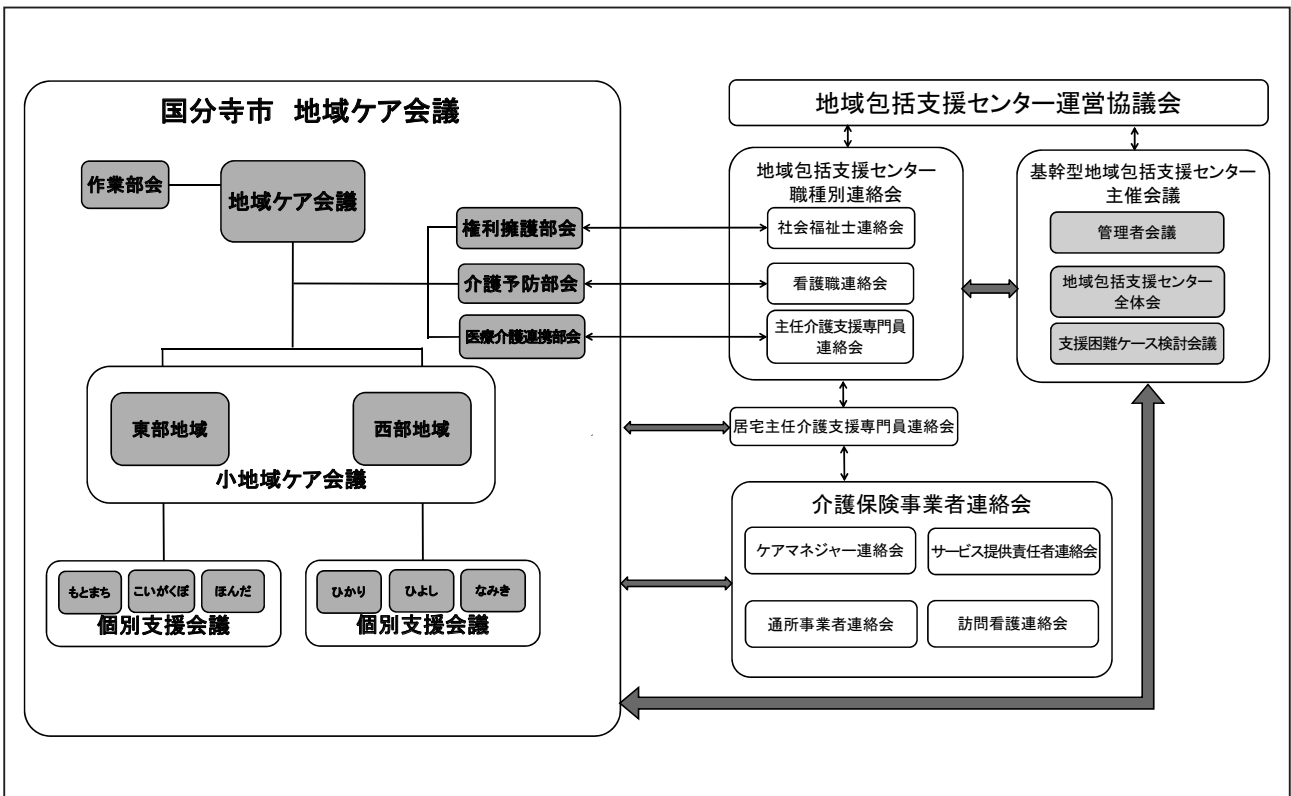 国分寺市 地域ケア会議
作業部会
地域ケア会議
権利擁護部会
介護予防部会
医療介護連携部会
東部地域
西部地域
小地域ケア会議
もとまち
こいがくぼ
ほんだ
個別支援会議
ひかり
ひよし
なみき
個別支援会議
地域包括支援センター運営協議会
地域包括支援センター
職種別連絡会
社会福祉士連絡会
看護職連絡会
主任介護支援専門員
連絡会
基幹型地域包括支援センター
主催会議
管理者会議
地域包括支援センター
全体会
支援困難ケース検討会議
居宅主任介護支援専門員連絡会
介護保険事業者連絡会
ケアマネジャー連絡会
サービス提供責任者連絡会
通所事業者連絡会
訪問看護連絡会